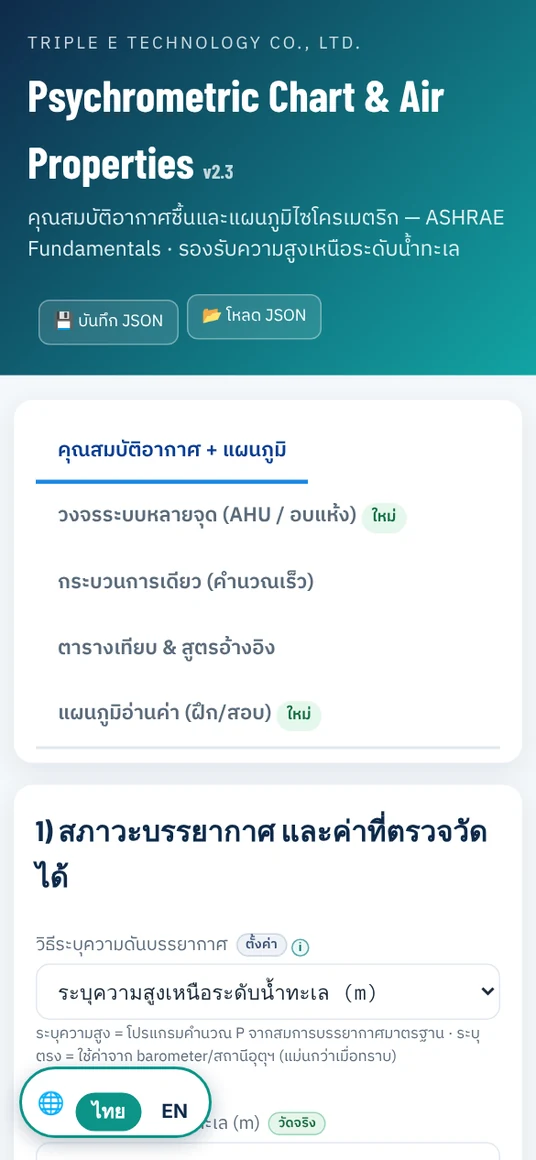 TRIPLE E TECHNOLOGY CO., LTD.
Psychrometric Chart & Air
Properties v2.3
คุณสมบัติอากาศชื้นและแผนภูมิไซโครเมตริก — ASHRAE
Fundamentals · รองรับความสูงเหนือระดับน้ำทะเล
💾 บันทึก JSON 📂 โหลด JSON
คุณสมบัติอากาศ + แผนภูมิ
วงจรระบบหลายจุด (AHU / อบแห้ง) ใหม่
กระบวนการเดียว (คำนวณเร็ว)
ตารางเทียบ & สูตรอ้างอิง
แผนภูมิอ่านค่า (ฝึก/สอบ) ใหม่
1) สภาวะบรรยากาศ และค่าที่ตรวจวัด
ได้
วิธีระบุความดันบรรยากาศ ตั้งค่า i
ระบุความสูงเหนือระดับน้ำทะเล (m)
ระบุความสูง = โปรแกรมคำนวณ P จากสมการบรรยากาศมาตรฐาน · ระบุ
ตรง = ใช้ค่าจาก barometer/สถานีอุตุฯ (แม่นกว่าเมื่อทราบ)
(m) วัดจริง
🌐 ไทย EN